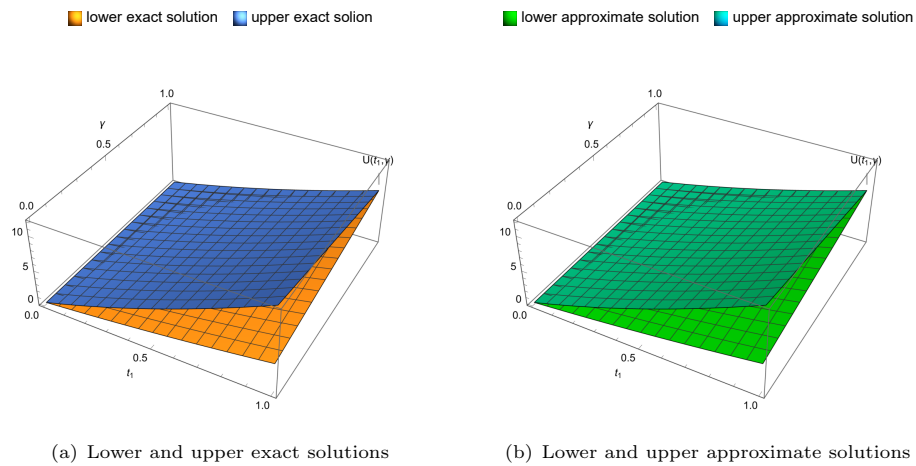 lower exact solution upper exact solion
lower approximate solution upper approximate solution
1.0
γ
0.5
0.0
U(t₁,γ)
10
5
0
0.0
0.5
t₁
1.0
1.0
γ
0.5
0.0
U(t₁,γ)
10
5
0
0.0
0.5
t₁
1.0
(a) Lower and upper exact solutions
(b) Lower and upper approximate solutions